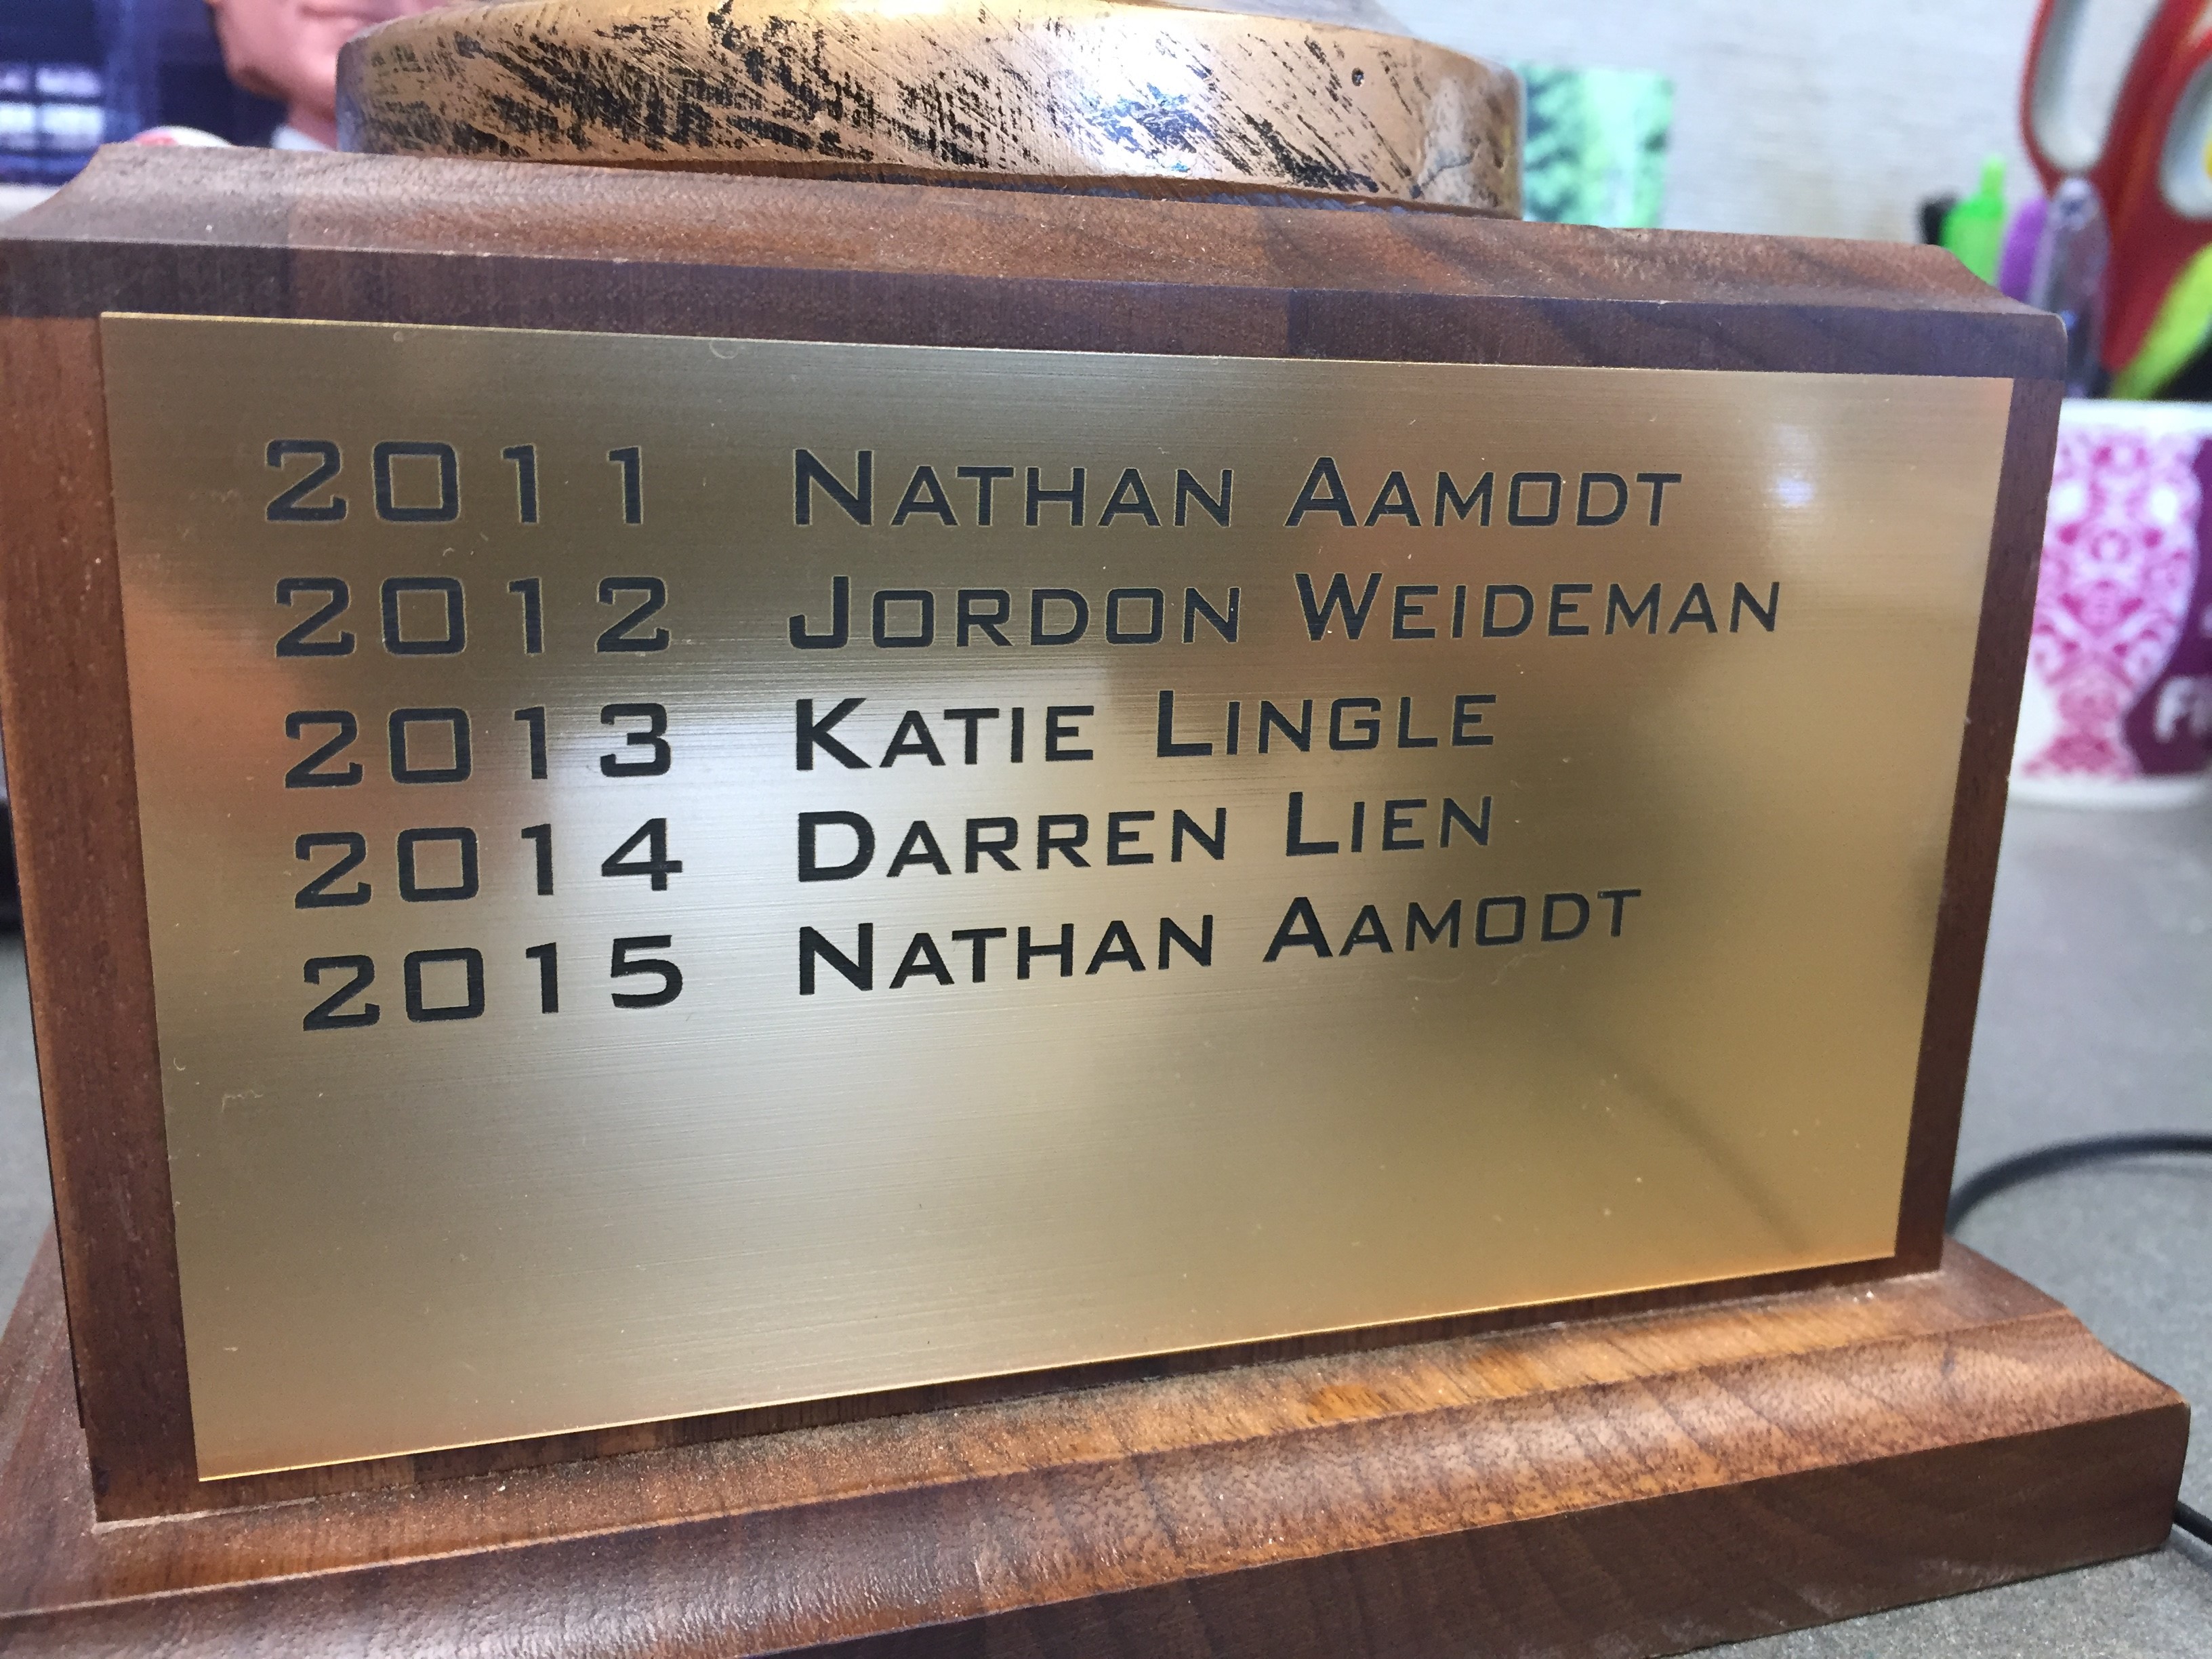 2011 NATHAN AAMODT
2012 JORDON WEIDEMAN
2013 KATIE LINGLE
2014 DARREN LIEN
2015 NATHAN AAMODT